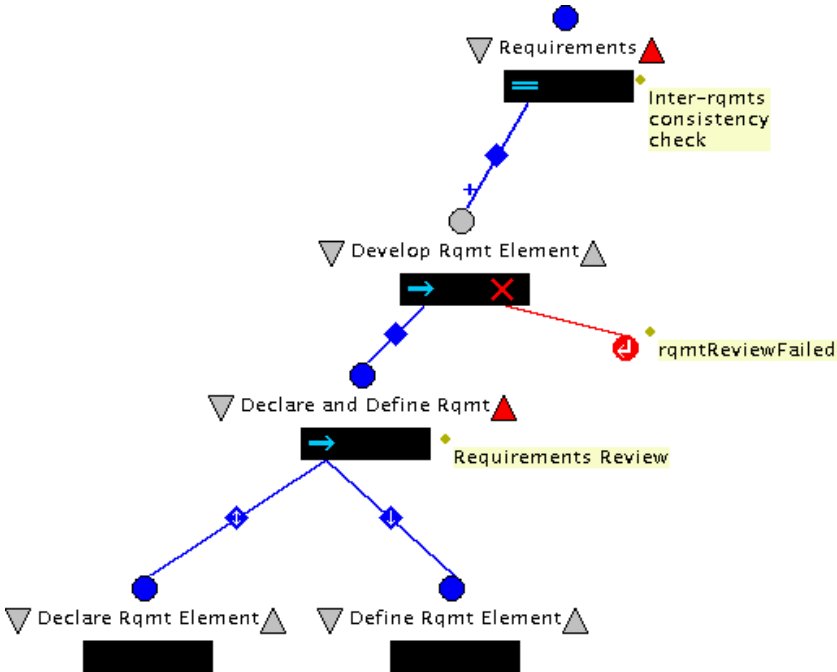 Requirements
Inter-rqmts
consistency
check
+
Develop Rqmt Element
rqmtReviewFailed
Declare and Define Rqmt
Requirements Review
Declare Rqmt Element
Define Rqmt Element